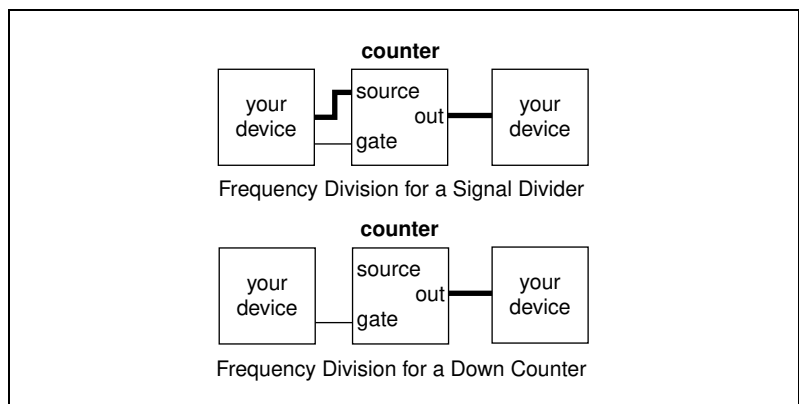 counter
your
device
source
out
gate
your
device
Frequency Division for a Signal Divider
counter
your
device
source
out
gate
your
device
Frequency Division for a Down Counter